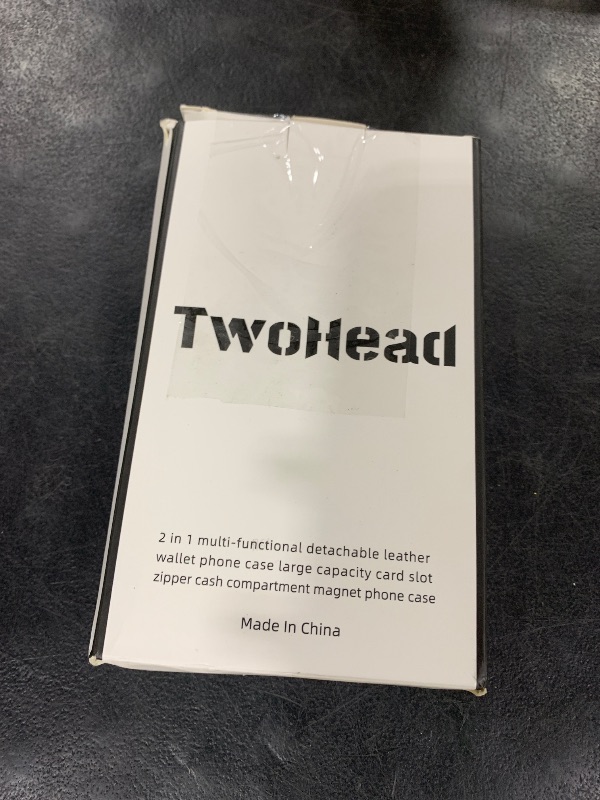 TwoHead
2 in 1 multi-functional detachable leather
wallet phone case large capacity card slot
zipper cash compartment magnet phone case
Made In China